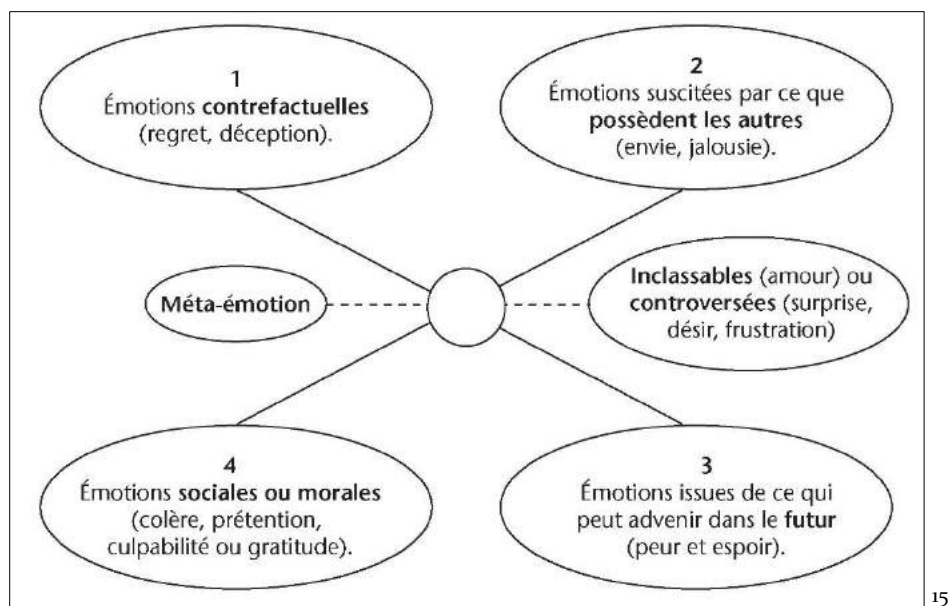 1
Émotions contrefactuelles
(regret, déception).
2
Émotions suscitées par ce que
possèdent les autres
(envie, jalousie).
Méta-émotion
Inclassables (amour) ou
controversées (surprise,
désir, frustration)
4
Émotions sociales ou morales
(colère, prétention,
culpabilité ou gratitude).
3
Émotions issues de ce qui
peut advenir dans le futur
(peur et espoir).
15